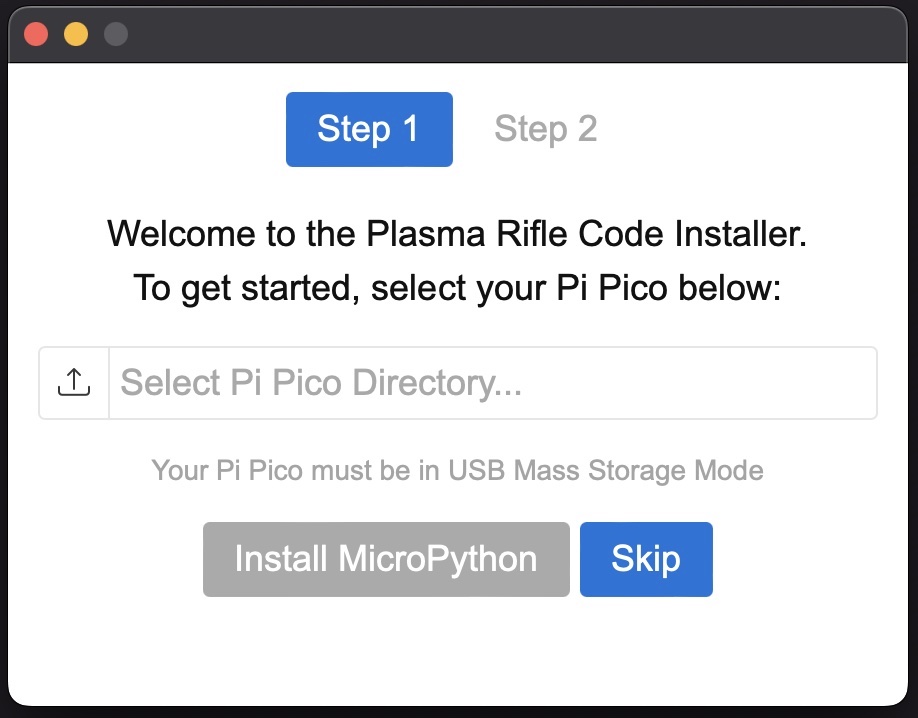 Step 1 Step 2
Welcome to the Plasma Rifle Code Installer.
To get started, select your Pi Pico below:
Select Pi Pico Directory...
Your Pi Pico must be in USB Mass Storage Mode
Install MicroPython Skip